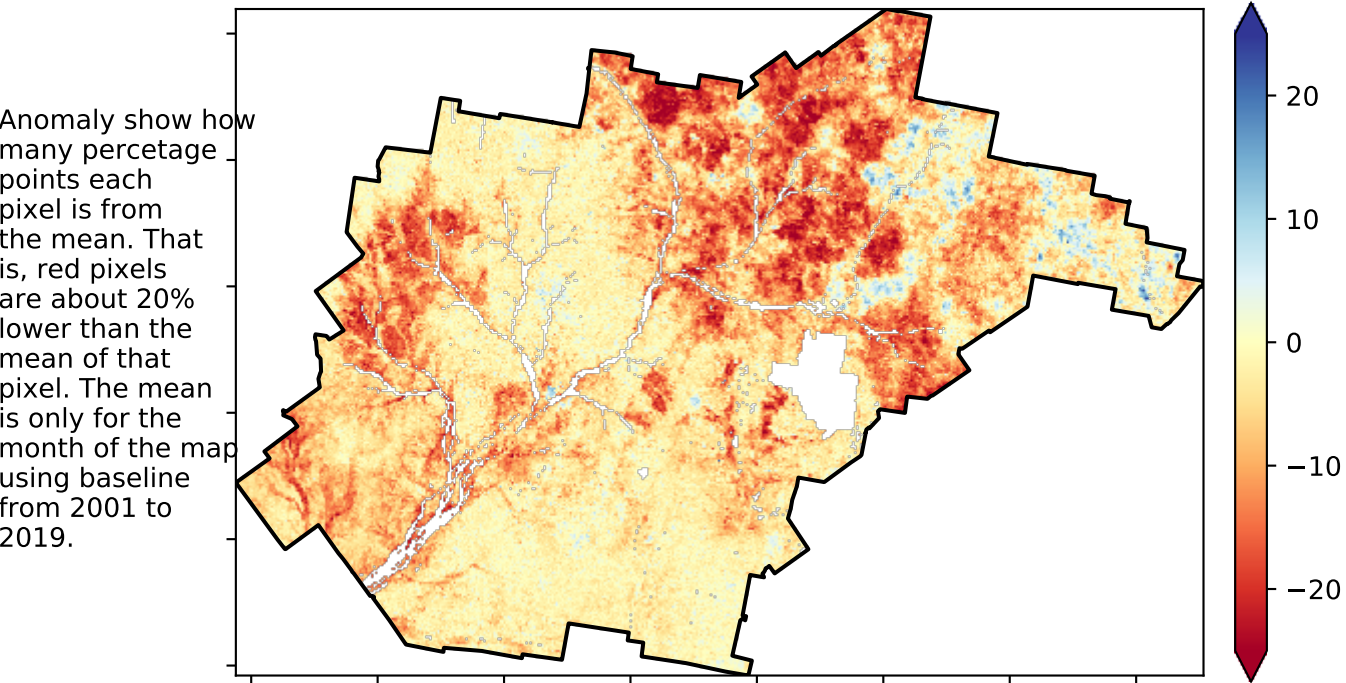 Anomaly show how
many percetage
points each
pixel is from
the mean. That
is, red pixels
are about 20%
lower than the
mean of that
pixel. The mean
is only for the
month of the map
using baseline
from 2001 to
2019.
20
10
0
−10
−20